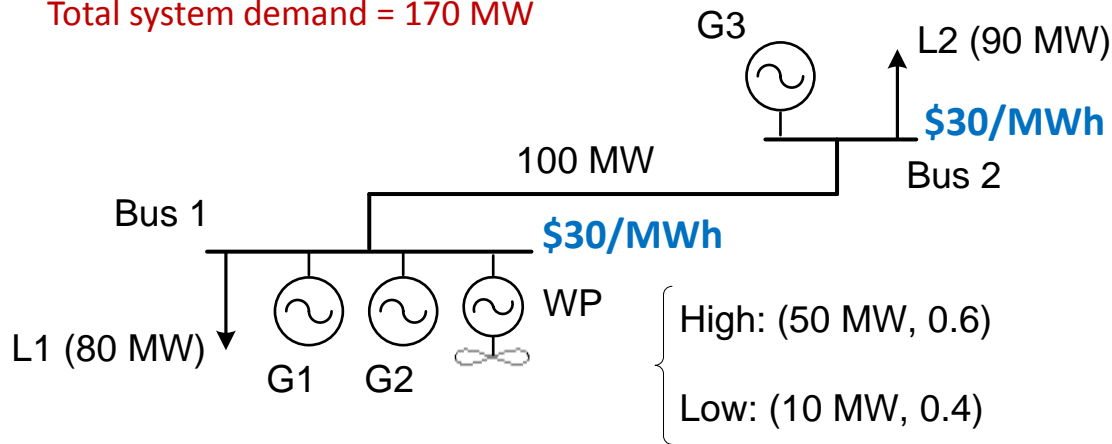 Total system demand = 170 MW
G3
L2 (90 MW)
$30/MWh
100 MW
Bus 2
Bus 1
$30/MWh
WP
High: (50 MW, 0.6)
L1 (80 MW)
G1
G2
Low: (10 MW, 0.4)